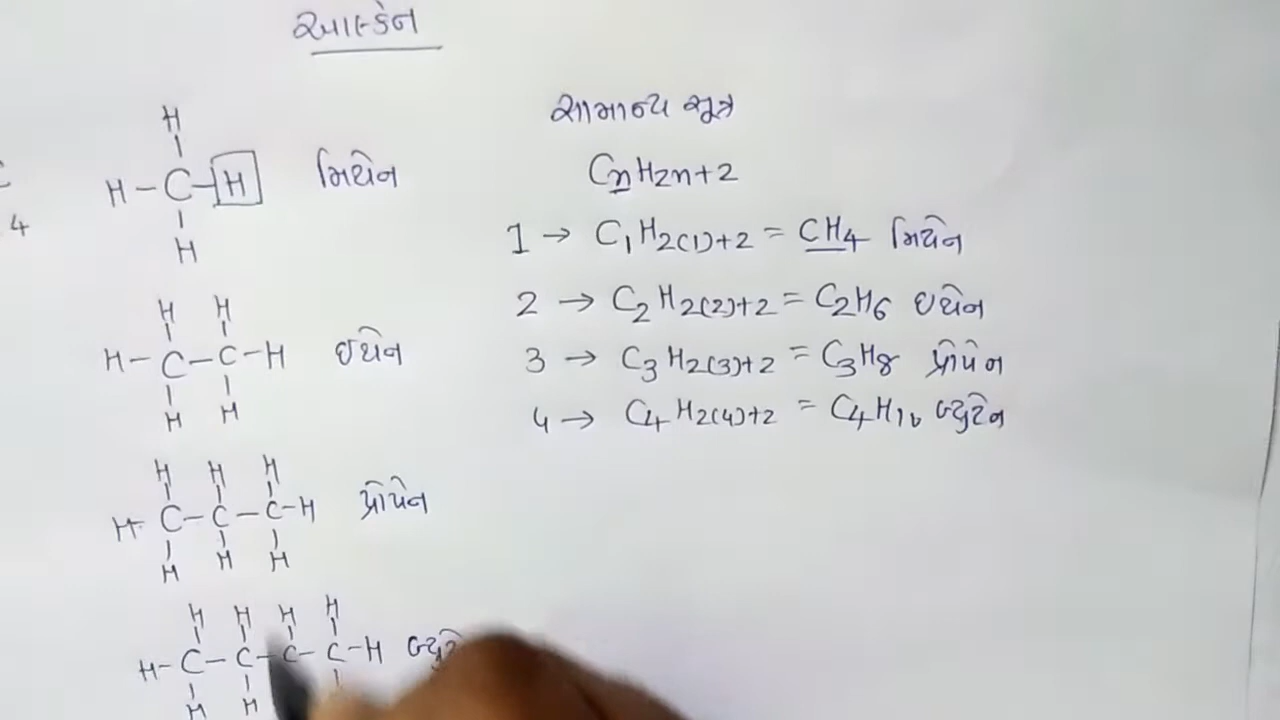 આલ્કેન
H
H-C-H મિથેન
H
H H
H-C-C-H ઇથેન
H H
H H H
H-C-C-C-H પ્રોપેન
H H H
H H H H
H-C-C-C-C-H
H H
4
સામાન્ય સૂત્ર
CnH2n+2
1 → C1H2(1)+2 = CH4 મિથેન
2 → C2H2(2)+2 = C2H6 ઇથેન
3 → C3H2(3)+2 = C3H8 પ્રોપેન
4 → C4H2(4)+2 = C4H10 બ્યુટેન